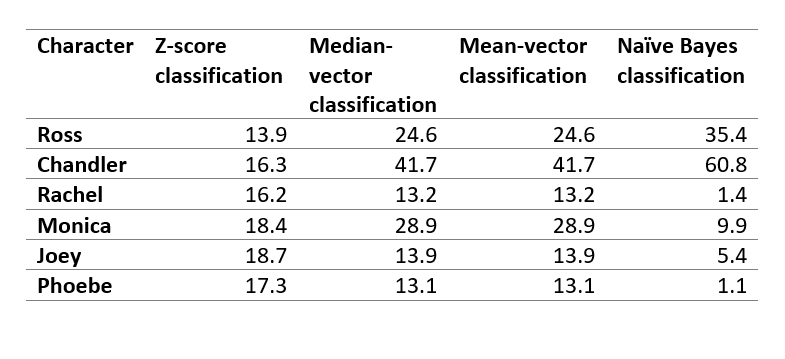 Character Z-score classification Median-vector classification Mean-vector classification Naïve Bayes classification
Ross 13.9 24.6 24.6 35.4
Chandler 16.3 41.7 41.7 60.8
Rachel 16.2 13.2 13.2 1.4
Monica 18.4 28.9 28.9 9.9
Joey 18.7 13.9 13.9 5.4
Phoebe 17.3 13.1 13.1 1.1